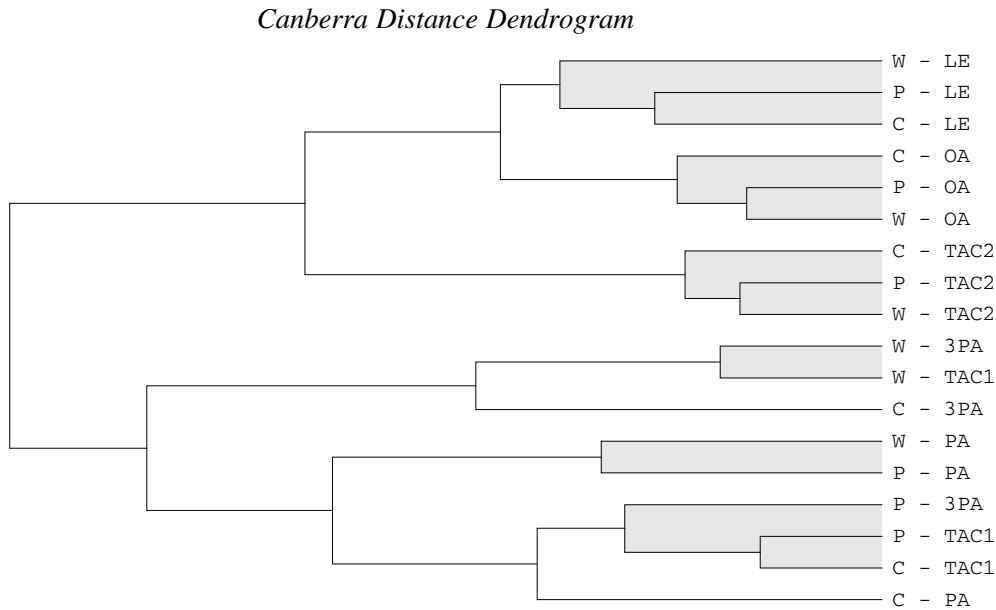 Canberra Distance Dendrogram
W - LE
P - LE
C - LE
C - OA
P - OA
W - OA
C - TAC2
P - TAC2
W - TAC2
W - 3PA
W - TAC1
C - 3PA
W - PA
P - PA
P - 3PA
P - TAC1
C - TAC1
C - PA